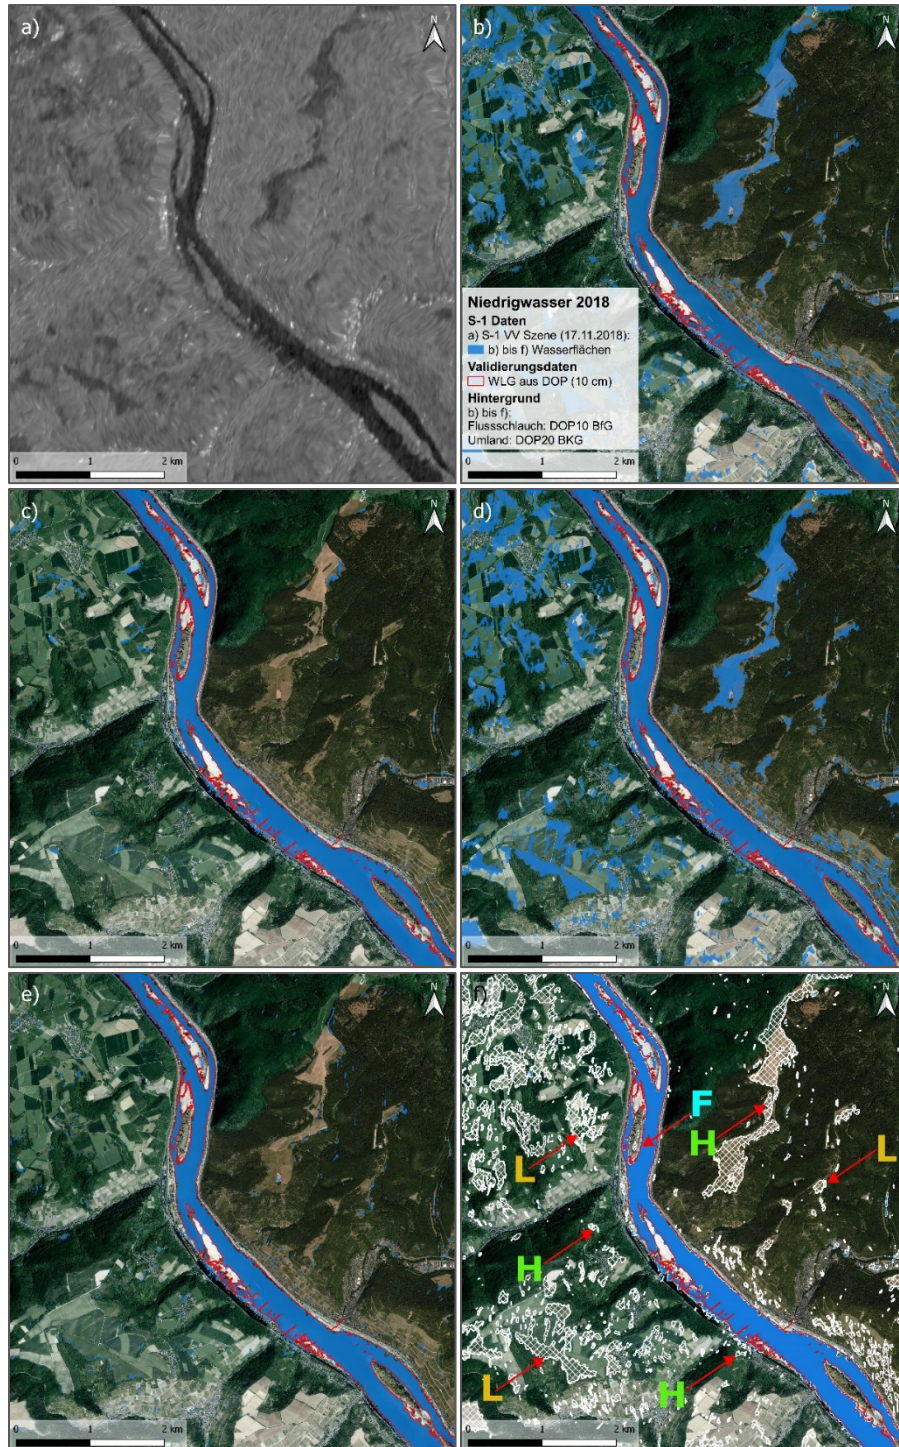 a)
N
0 1 2 km
b)
N
Niedrigwasser 2018
S-1 Daten
a) S-1 VV Szene (17.11.2018):
b) bis f) Wasserflächen
Validierungsdaten
WLG aus DOP (10 cm)
Hintergrund
b) bis f):
Flussschlauch: DOP10 BfG
Umland: DOP20 BKG
0 1 2 km
c)
N
0 1 2 km
d)
N
0 1 2 km
e)
N
0 1 2 km
f)
N
F
H
L
L
H
L
H
0 1 2 km